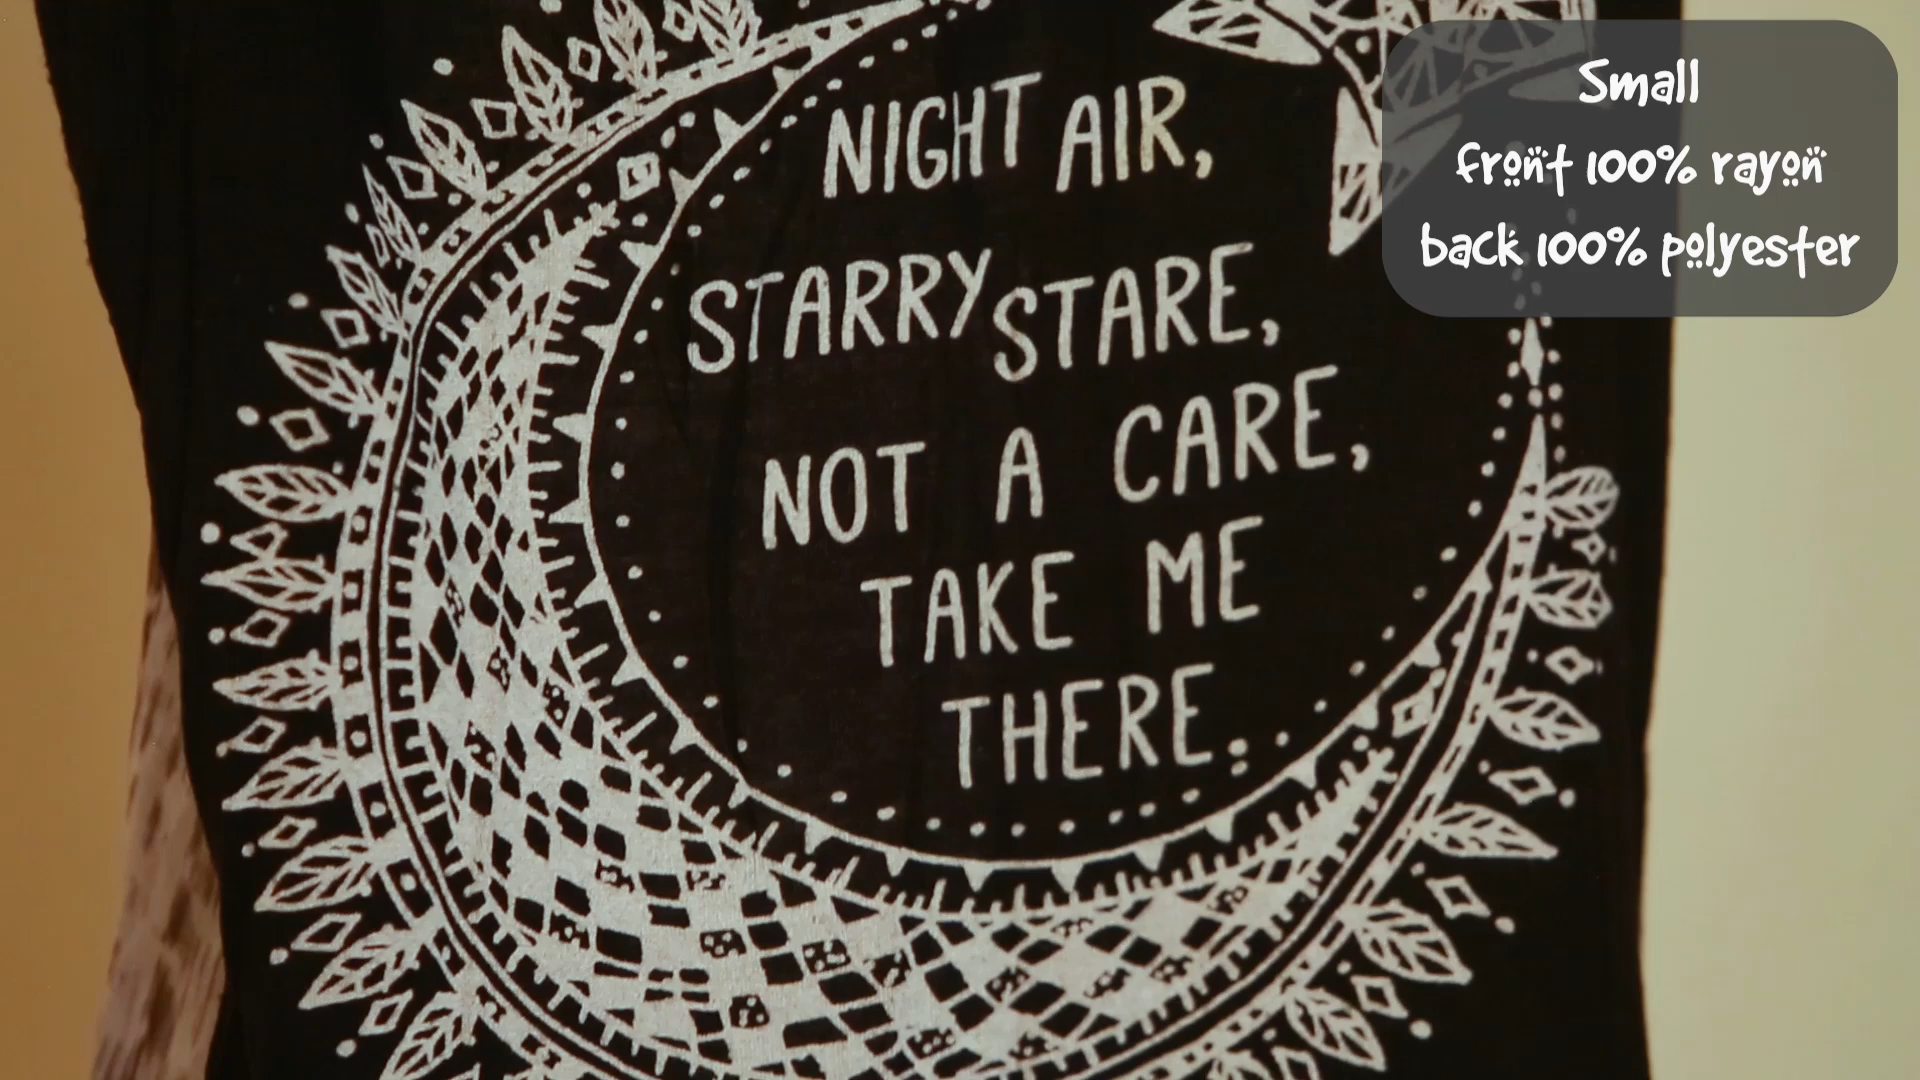 NIGHT AIR,
STARRY STARE,
NOT A CARE,
TAKE ME
THERE.
Small
front 100% rayon
back 100% polyester